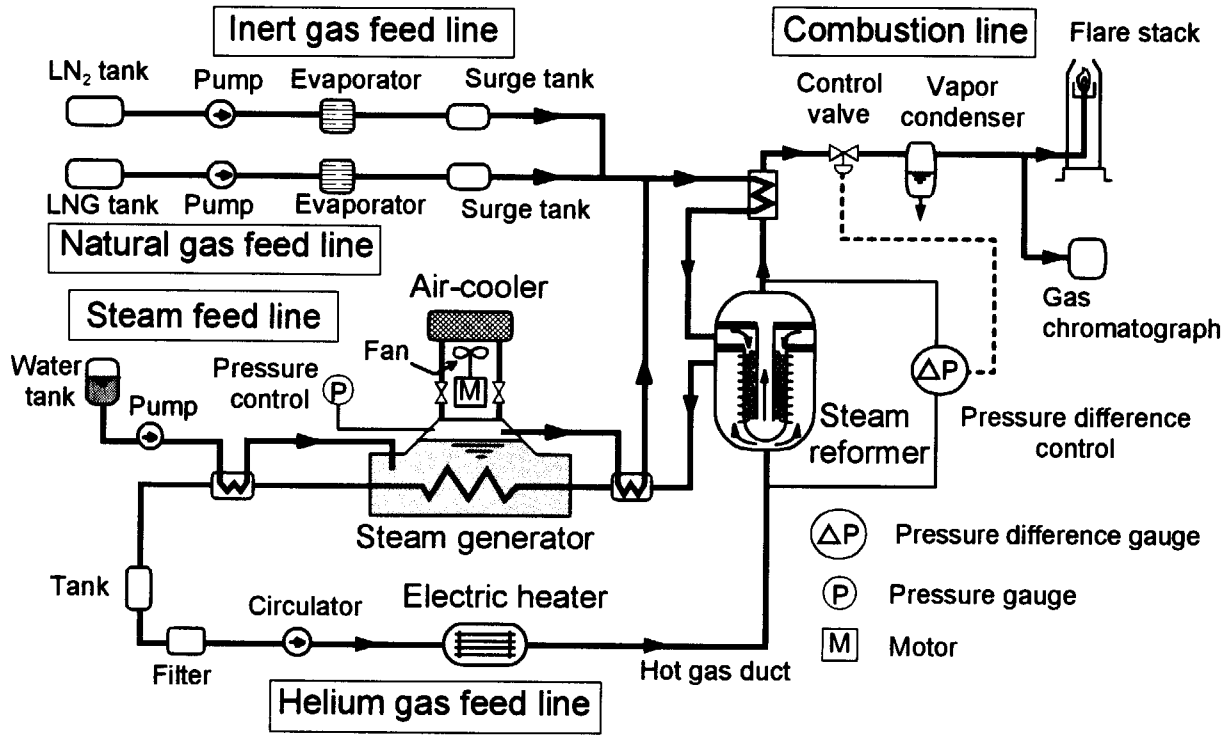 Inert gas feed line
Combustion line
Flare stack
LN₂ tank
Pump
Evaporator
Surge tank
Control
valve
Vapor
condenser
LNG tank
Pump
Evaporator
Surge tank
Natural gas feed line
Steam feed line
Air-cooler
Gas
chromatograph
Water
tank
Pump
Pressure
control
P
Fan
M
ΔP
Steam
reformer
Pressure difference
control
Steam generator
ΔP Pressure difference gauge
P Pressure gauge
M Motor
Tank
Filter
Circulator
Electric heater
Hot gas duct
Helium gas feed line